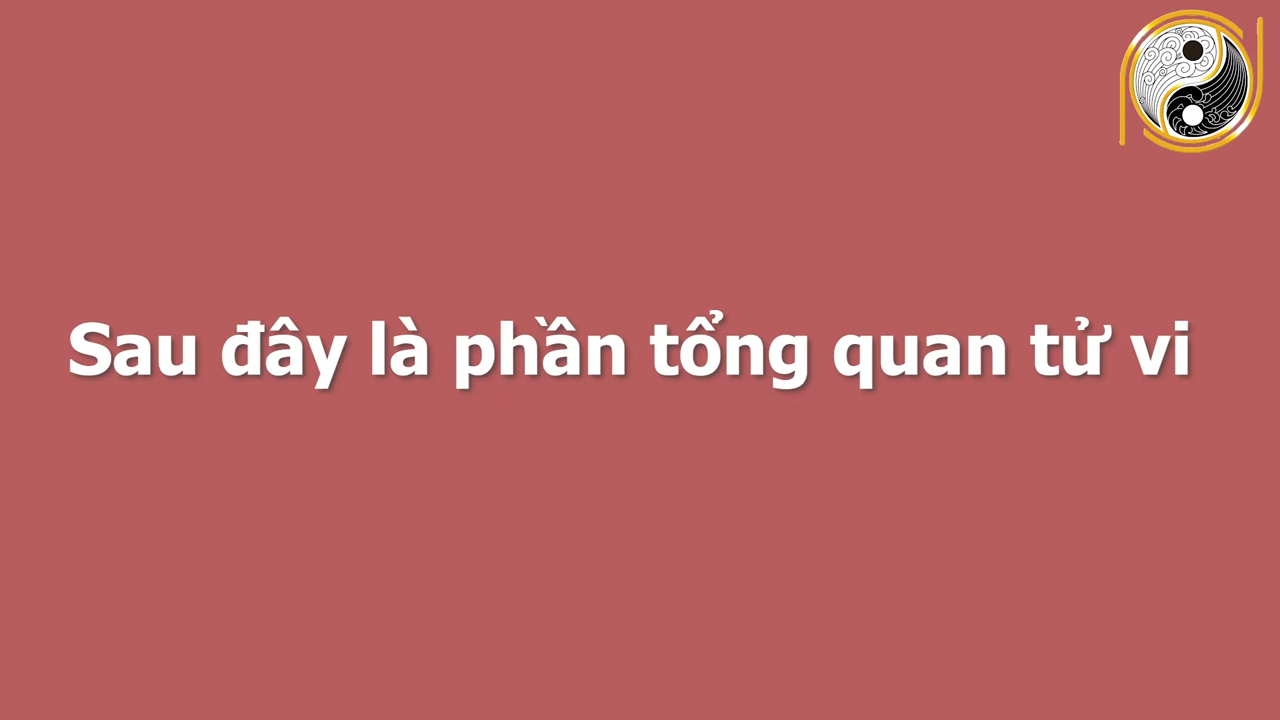 Sau đây là phần tổng quan tử vi